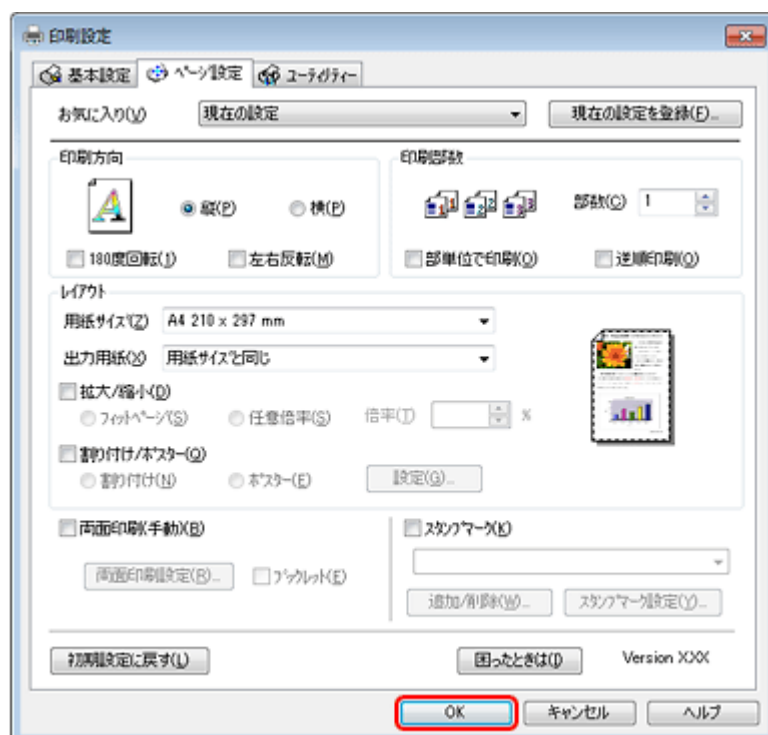 印刷設定
基本設定 ページ設定 ユーティリティー
お気に入り(V) 現在の設定 現在の設定を登録(F)...
印刷方向 印刷部数
縦(P) 横(P) 部数(C) 1
180度回転(1) 左右反転(M) 部単位で印刷(O) 逆順印刷(O)
レイアウト
用紙サイズ(Z) A4 210 x 297 mm
出力用紙(X) 用紙サイズと同じ
拡大/縮小(D)
フィットページ(S) 任意倍率(S) 倍率(T) %
割り付け/ポスター(Q)
割り付け(N) ポスター(E) 設定(G)...
両面印刷(手動)(B) スタンプマーク(K)
両面印刷設定(R)... ブックレット(E)
追加/削除(W)... スタンプマーク設定(Y)...
初期設定に戻す(L) 困ったときは(I) Version X.XX
OK キャンセル ヘルプ